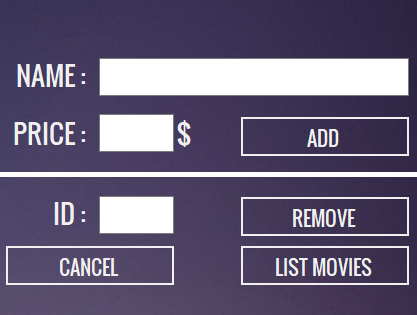 NAME :
PRICE : $
ADD
ID :
REMOVE
CANCEL
LIST MOVIES